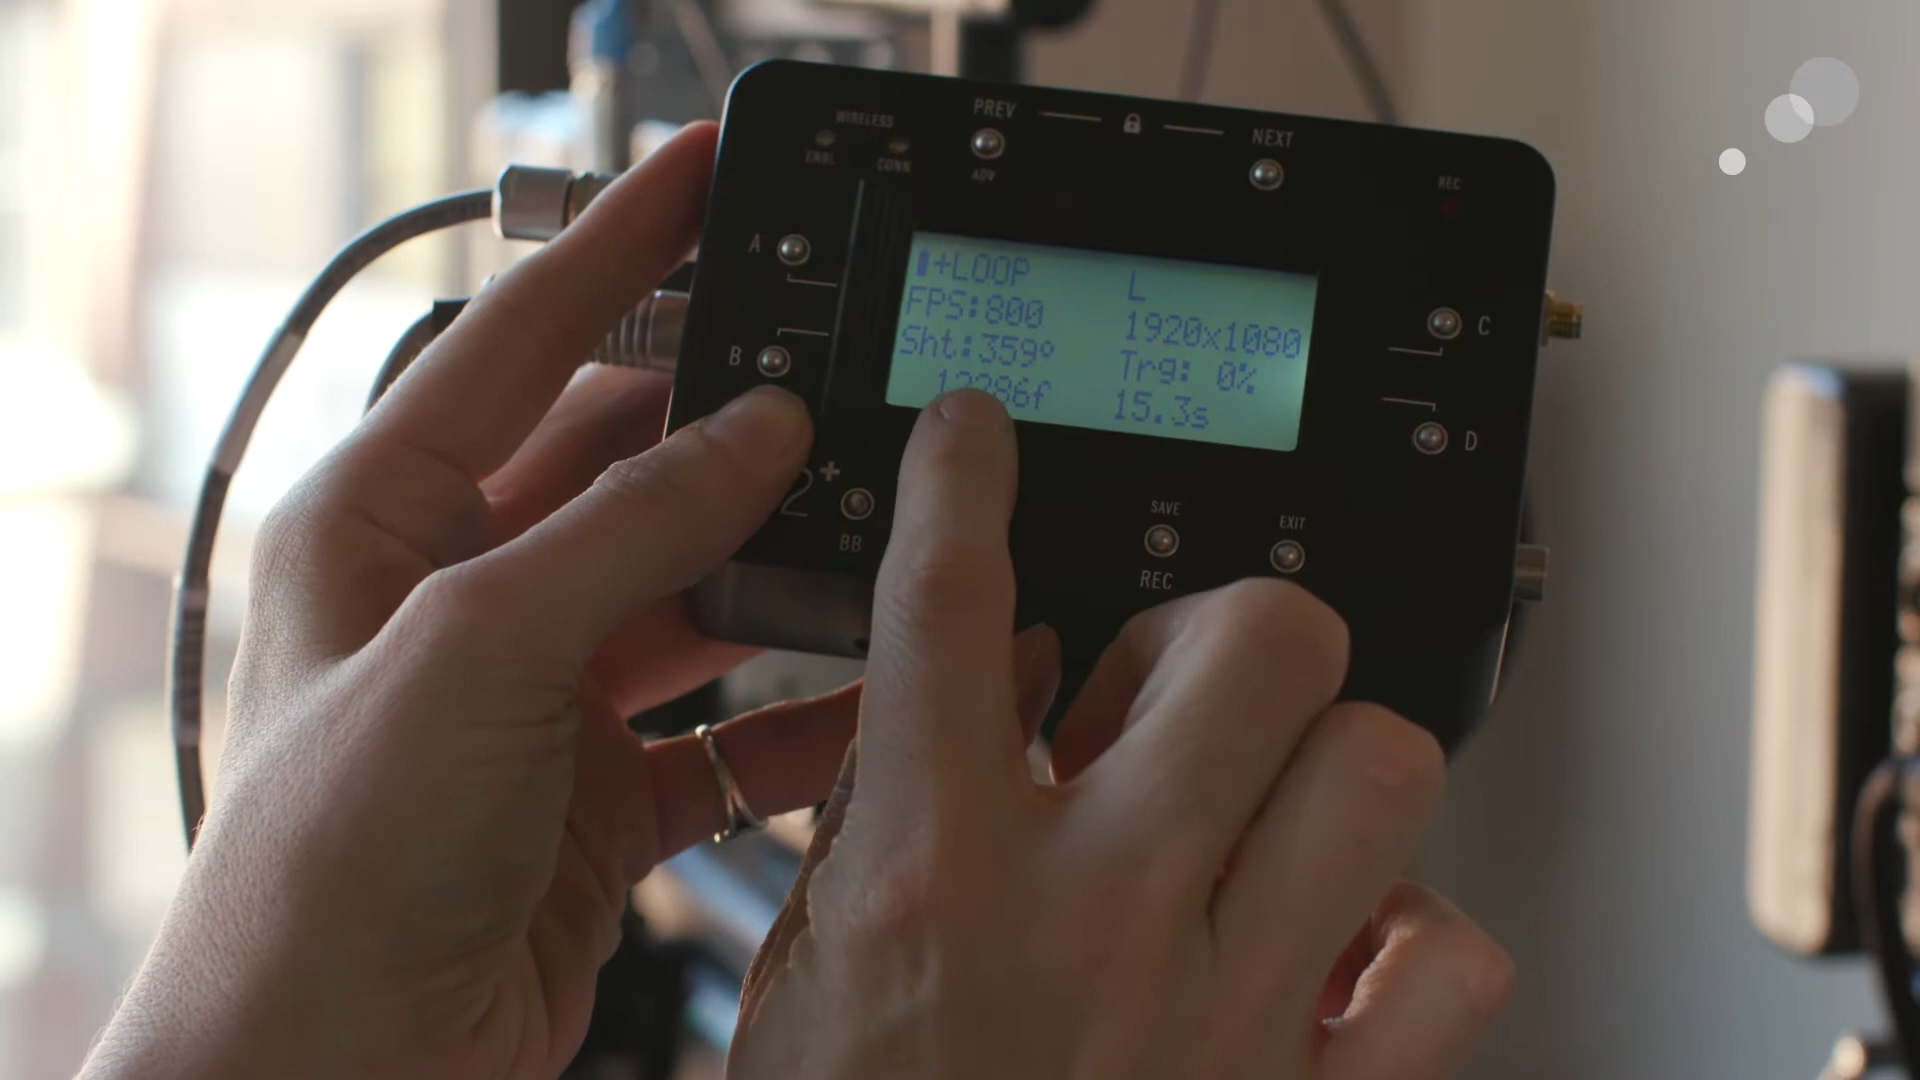 WIRELESS
ENBL CONN
PREV
ADV
NEXT
REC
A
B
C
D
+LOOP L
FPS:800 1920x1080
Sht:359° Trg: 0%
15.3s
2+
BB
SAVE
REC
EXIT